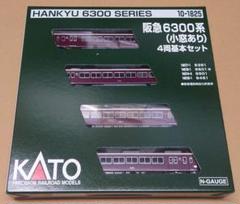 HANKYU 6300 SERIES
10-1825
阪急6300系
(小窓あり)
4両基本セット
KATO
PRECISION RAILROAD MODELS
N-GAUGE